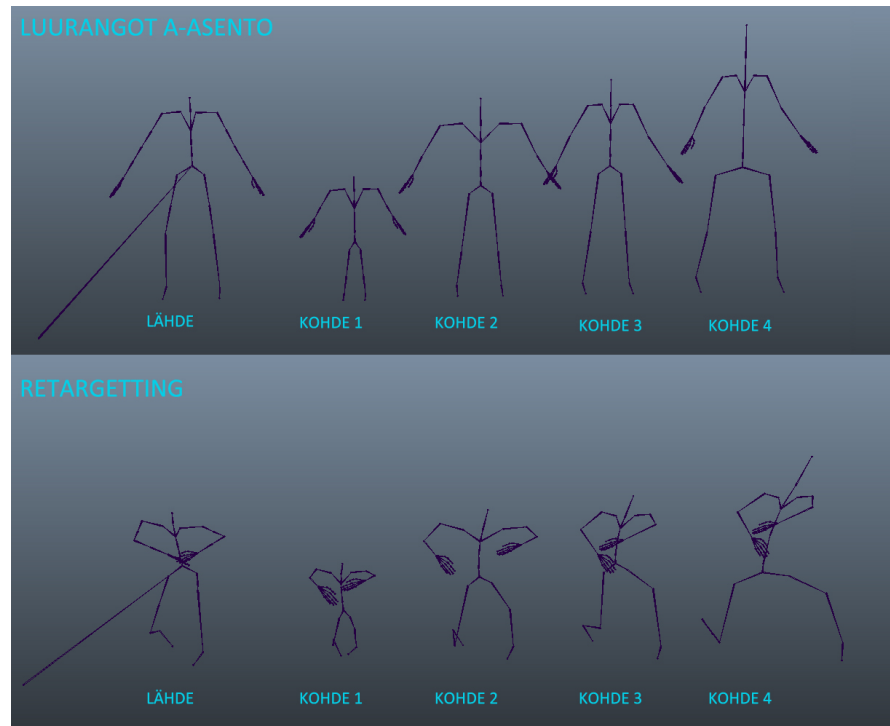 LUURANGOT A-ASENTO
LÄHDE
KOHDE 1
KOHDE 2
KOHDE 3
KOHDE 4
RETARGETTING
LÄHDE
KOHDE 1
KOHDE 2
KOHDE 3
KOHDE 4